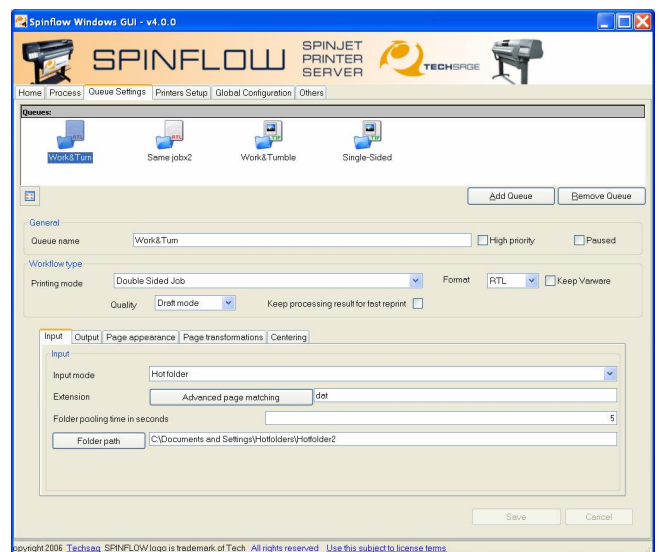 Spinflow Windows GUI - v4.0.0
SPINFLOW
SPINJET
PRINTER
SERVER
TECHSAGE
Home Process Queue Settings Printers Setup Global Configuration Others
Queues:
RTL RTL TIF TIF
Work&Turn Same jobx2 Work&Tumble Single-Sided
Add Queue Remove Queue
General
Queue name Work&Turn High priority Paused
Workflow type
Printing mode Double Sided Job Format RTL Keep Varware
Quality Draft mode Keep processing result for fast reprint
Input Output Page appearance Page transformations Centering
Input
Input mode Hotfolder
Extension Advanced page matching dat
Folder pooling time in seconds 5
Folder path C:\Documents and Settings\Hotfolders\Hotfolder2
Save Cancel
opyright 2006 Techsag SPINFLOW logo is trademark of Tech All rights reserved Use this subject to license terms